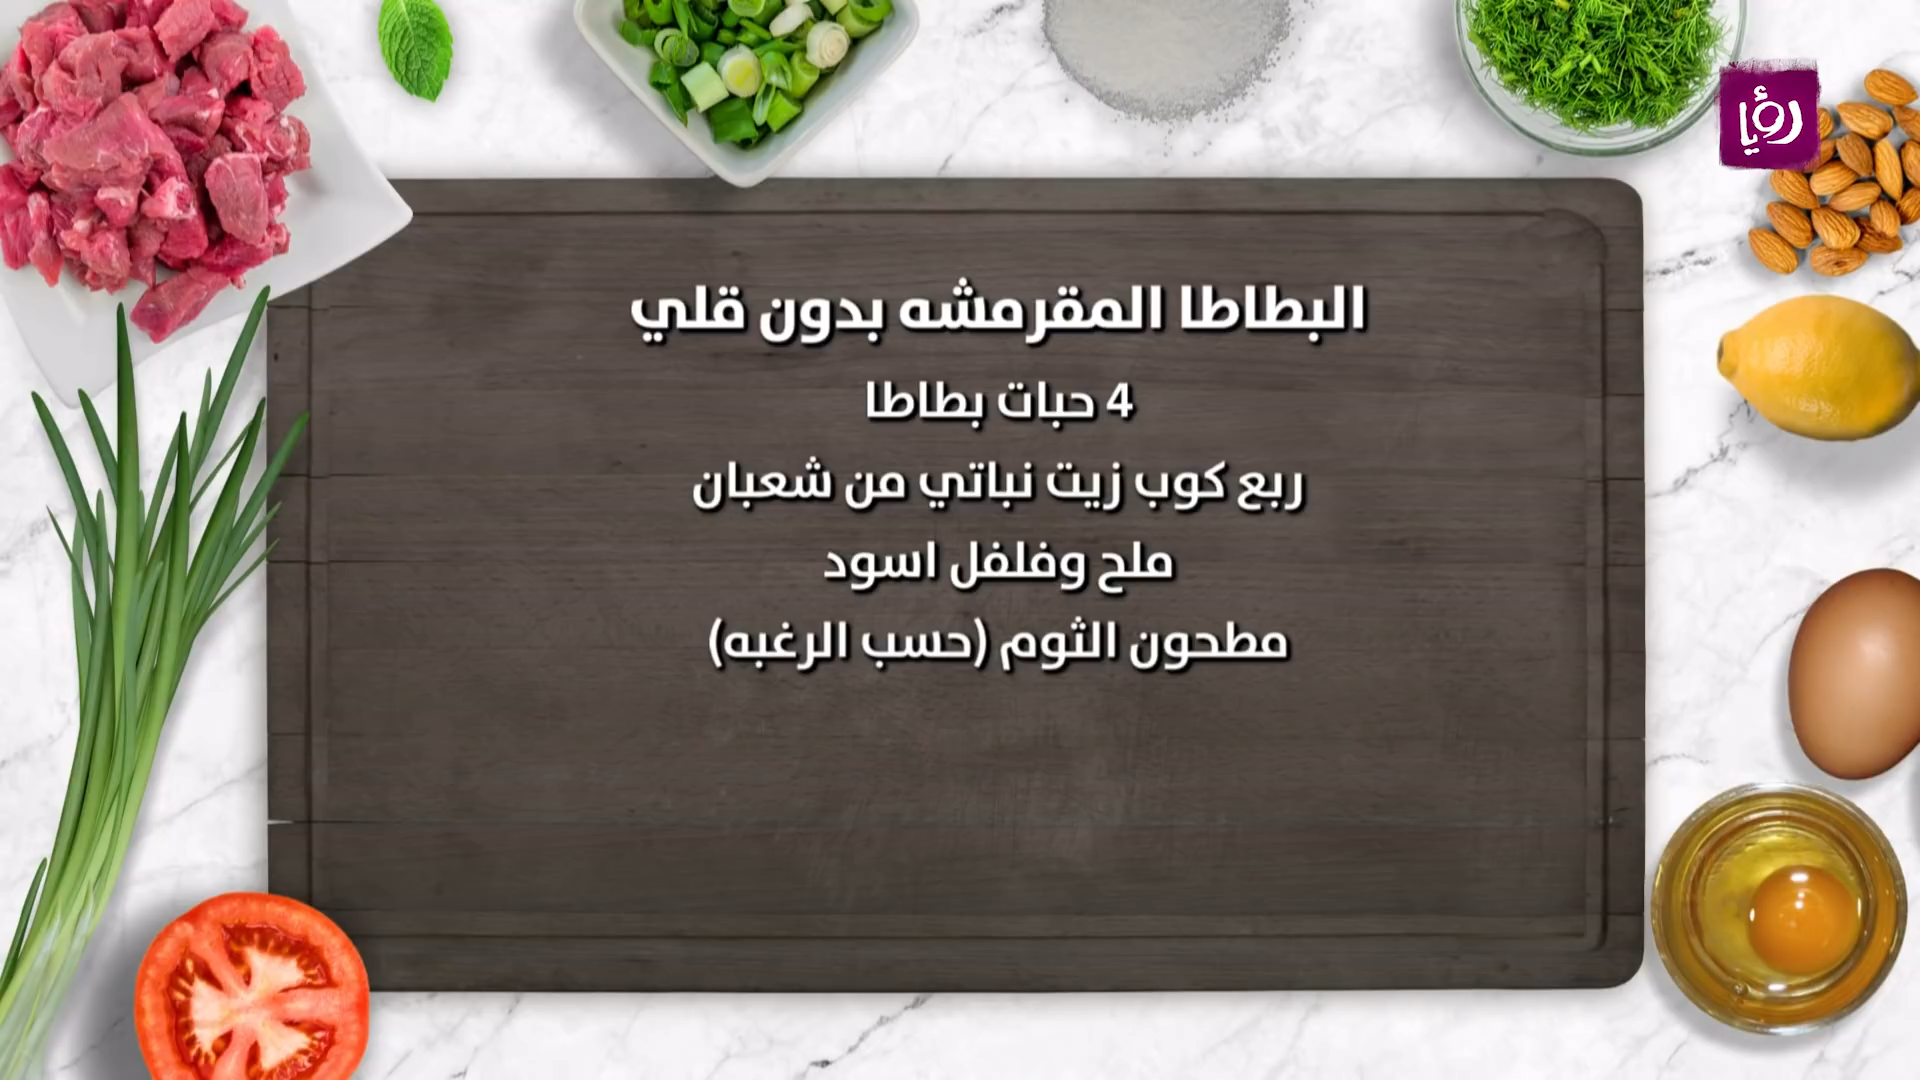 رؤيا
البطاطا المقرمشه بدون قلي
4 حبات بطاطا
ربع كوب زيت نباتي من شعبان
ملح وفلفل اسود
مطحون الثوم (حسب الرغبه)